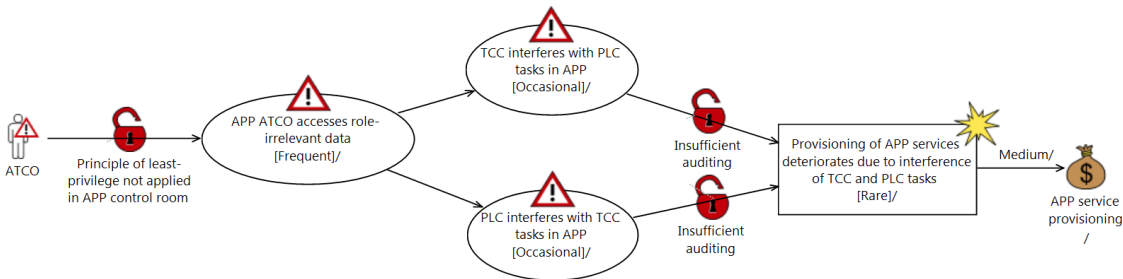 ATCO
Principle of least-
privilege not applied
in APP control room
APP ATCO accesses role-
irrelevant data
[Frequent]/
TCC interferes with PLC
tasks in APP
[Occasional]/
PLC interferes with TCC
tasks in APP
[Occasional]/
Insufficient
auditing
Insufficient
auditing
Provisioning of APP services
deteriorates due to interference
of TCC and PLC tasks
[Rare]/
Medium/
$
APP service
provisioning
/